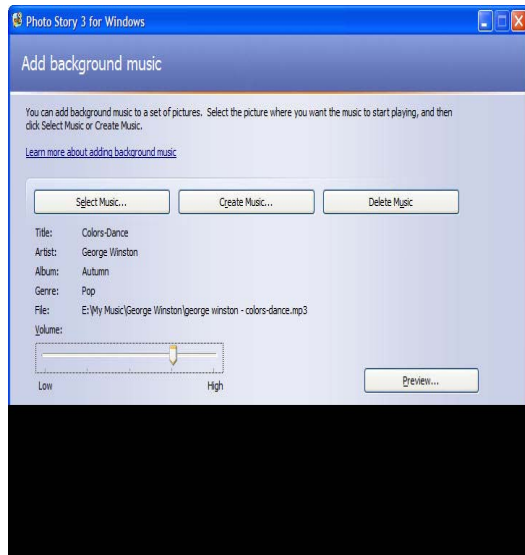 Photo Story 3 for Windows
Add background music
You can add background music to a set of pictures. Select the picture where you want the music to start playing, and then
click Select Music or Create Music.
Learn more about adding background music
Select Music... Create Music... Delete Music
Title: Colors-Dance
Artist: George Winston
Album: Autumn
Genre: Pop
File: E:\My Music\George Winston\george winston - colors-dance.mp3
Volume:
Low High
Preview...